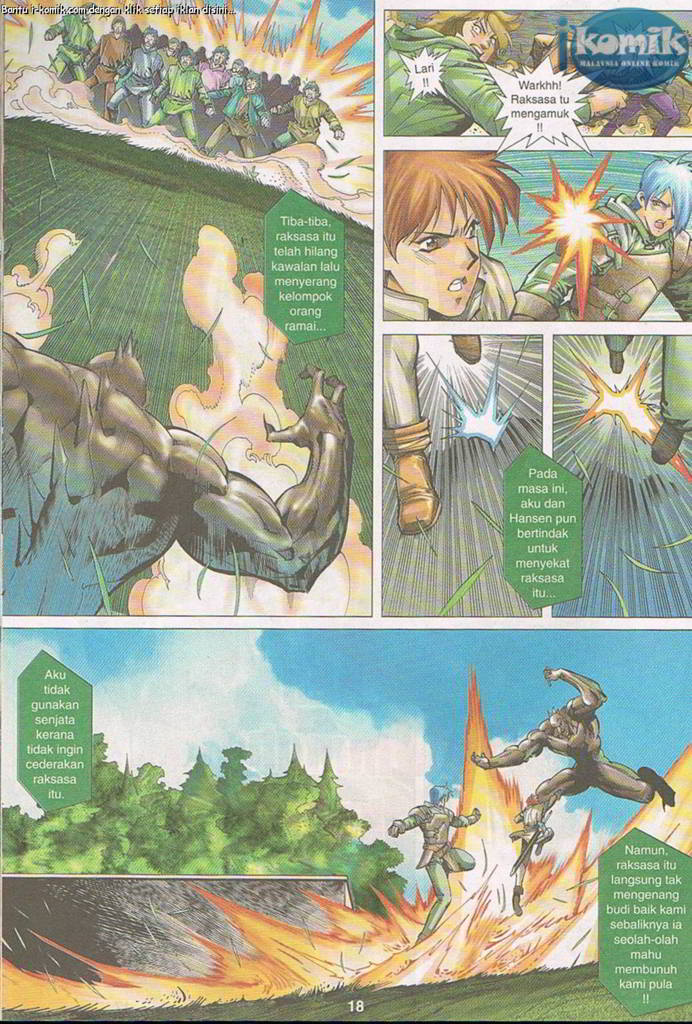 Bantu i-komik.com dengan klik setiap iklan disini...
ikomik
MALAYSIA ONLINE KOMIK
Tiba-tiba,
raksasa itu
telah hilang
kawalan lalu
menyerang
kelompok
orang
ramai...
Lari
!!
Warkhh!
Raksasa tu
mengamuk
!!
Pada
masa ini,
aku dan
Hansen pun
bertindak
untuk
menyekat
raksasa
itu...
Aku
tidak
gunakan
senjata
kerana
tidak ingin
cederakan
raksasa
itu.
Namun,
raksasa itu
langsung tak
mengenang
budi baik kami
sebaliknya ia
seolah-olah
mahu
membunuh
kami pula
!!
18